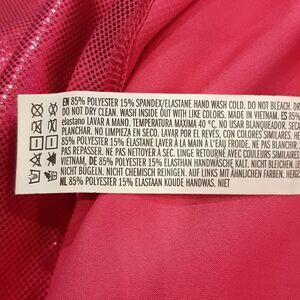 EN 85% POLYESTER 15% SPANDEX/ELASTANE HAND WASH COLD. DO NOT BLEACH. DR
NOT DRY CLEAN. WASH INSIDE OUT WITH LIKE COLORS. MADE IN VIETNAM. ES 85%
elastano LAVAR A MANO. TEMPERATURA MAXIMA 40 °C. NO USAR BLANQUEADOR. SECA
PLANCHAR. NO LIMPIEZA EN SECO. LAVAR POR EL REVÉS, CON COLORES SIMILARES. HE
85% POLYESTER 15% ÉLASTANE LAVER À LA MAIN À L'EAU FROIDE. NE PAS BLANCHIR.
PAS REPASSER. NE PAS NETTOYER À SEC. LINGE RETOURNÉ AVEC COULEURS SIMILAIRES
VIETNAM, DE 85% POLYESTER 15% ELASTHAN HANDWÄSCHE KALT. NICHT BLEICHEN.
NICHT BÜGELN. NICHT CHEMISCH REINIGEN. AUF LINKS MIT ÄHNLICHEN FARBEN. HERGE
NL 85% POLYESTER 15% ELASTAAN KOUDE HANDWAS. NIET